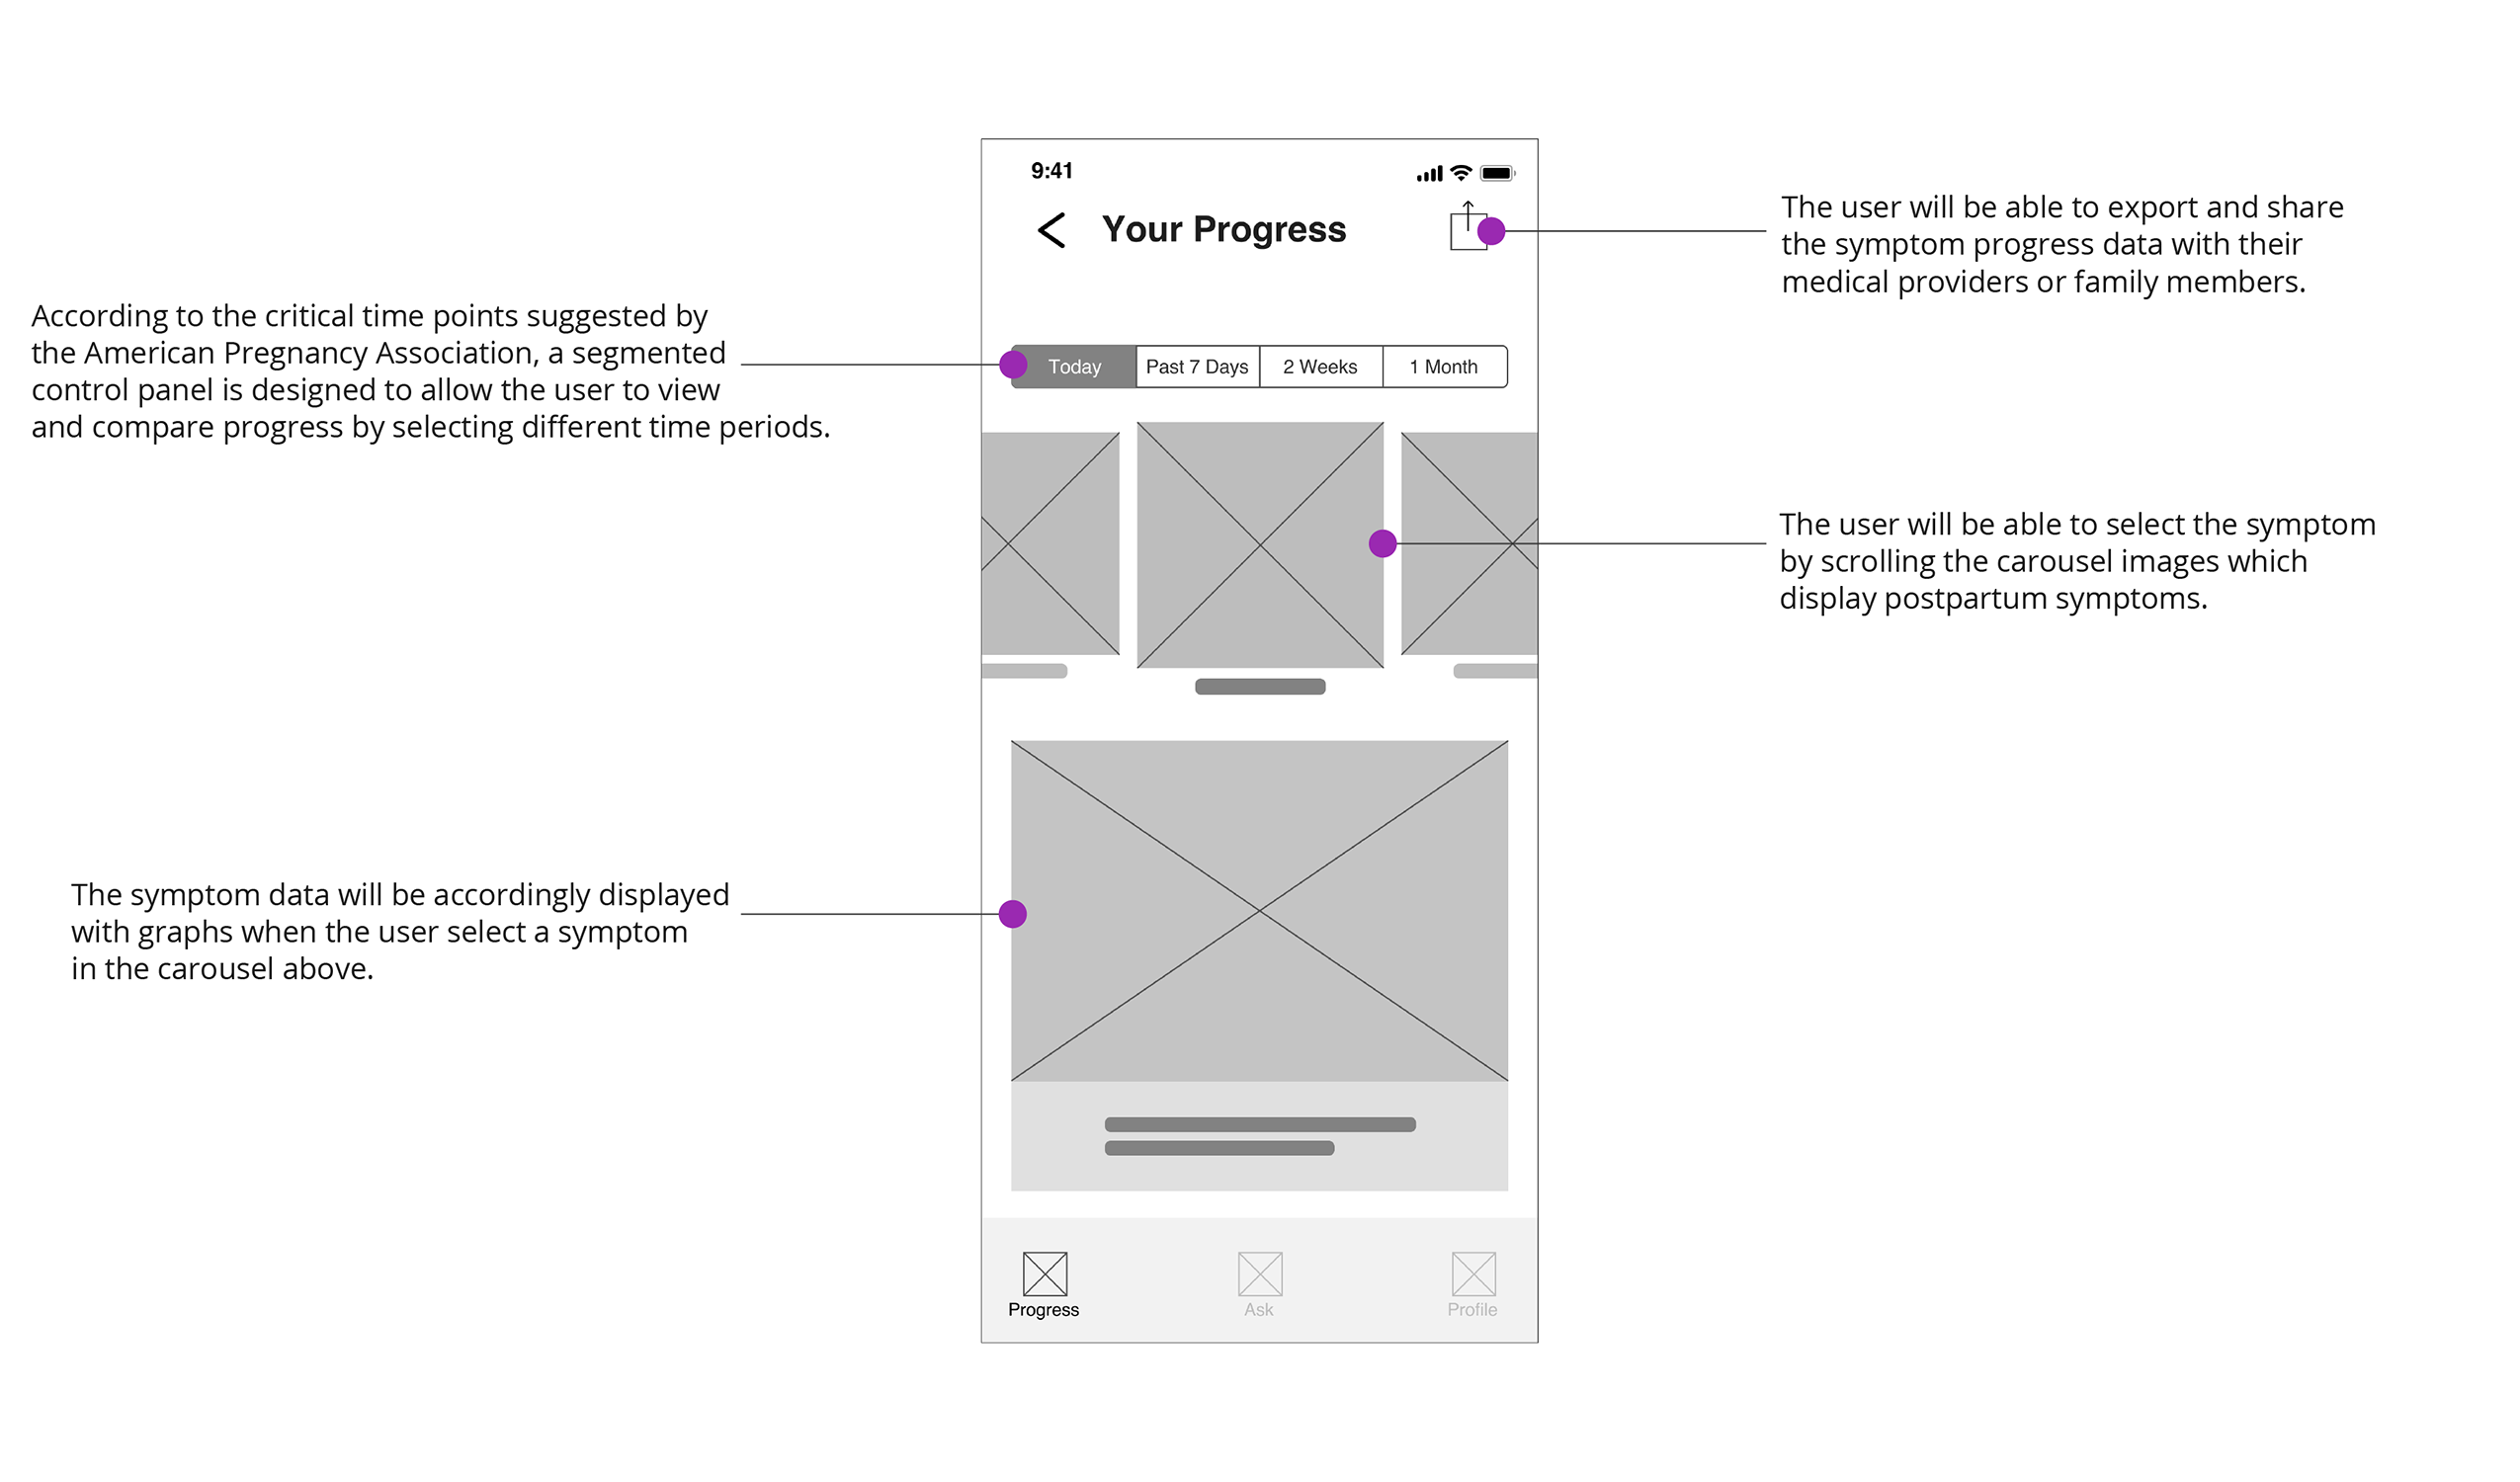 9:41
Your Progress
The user will be able to export and share
the symptom progress data with their
medical providers or family members.
According to the critical time points suggested by
the American Pregnancy Association, a segmented
control panel is designed to allow the user to view
and compare progress by selecting different time periods.
Today
Past 7 Days
2 Weeks
1 Month
The user will be able to select the symptom
by scrolling the carousel images which
display postpartum symptoms.
The symptom data will be accordingly displayed
with graphs when the user select a symptom
in the carousel above.
Progress
Ask
Profile